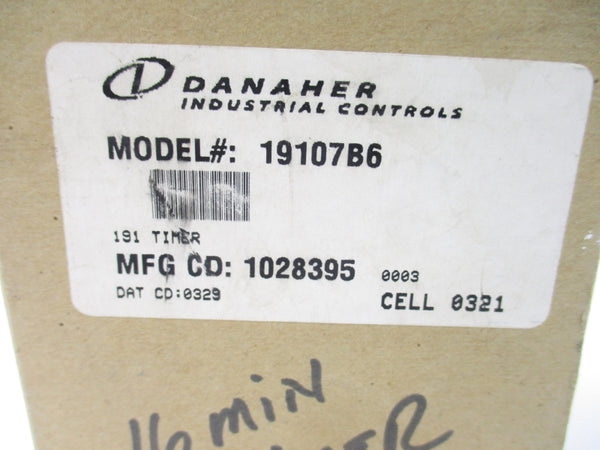 DANAHER
INDUSTRIAL CONTROLS
MODEL#: 19107B6
191 TIMER
MFG CD: 1028395 0003
DAT CD:0329 CELL 0321
16 MIN